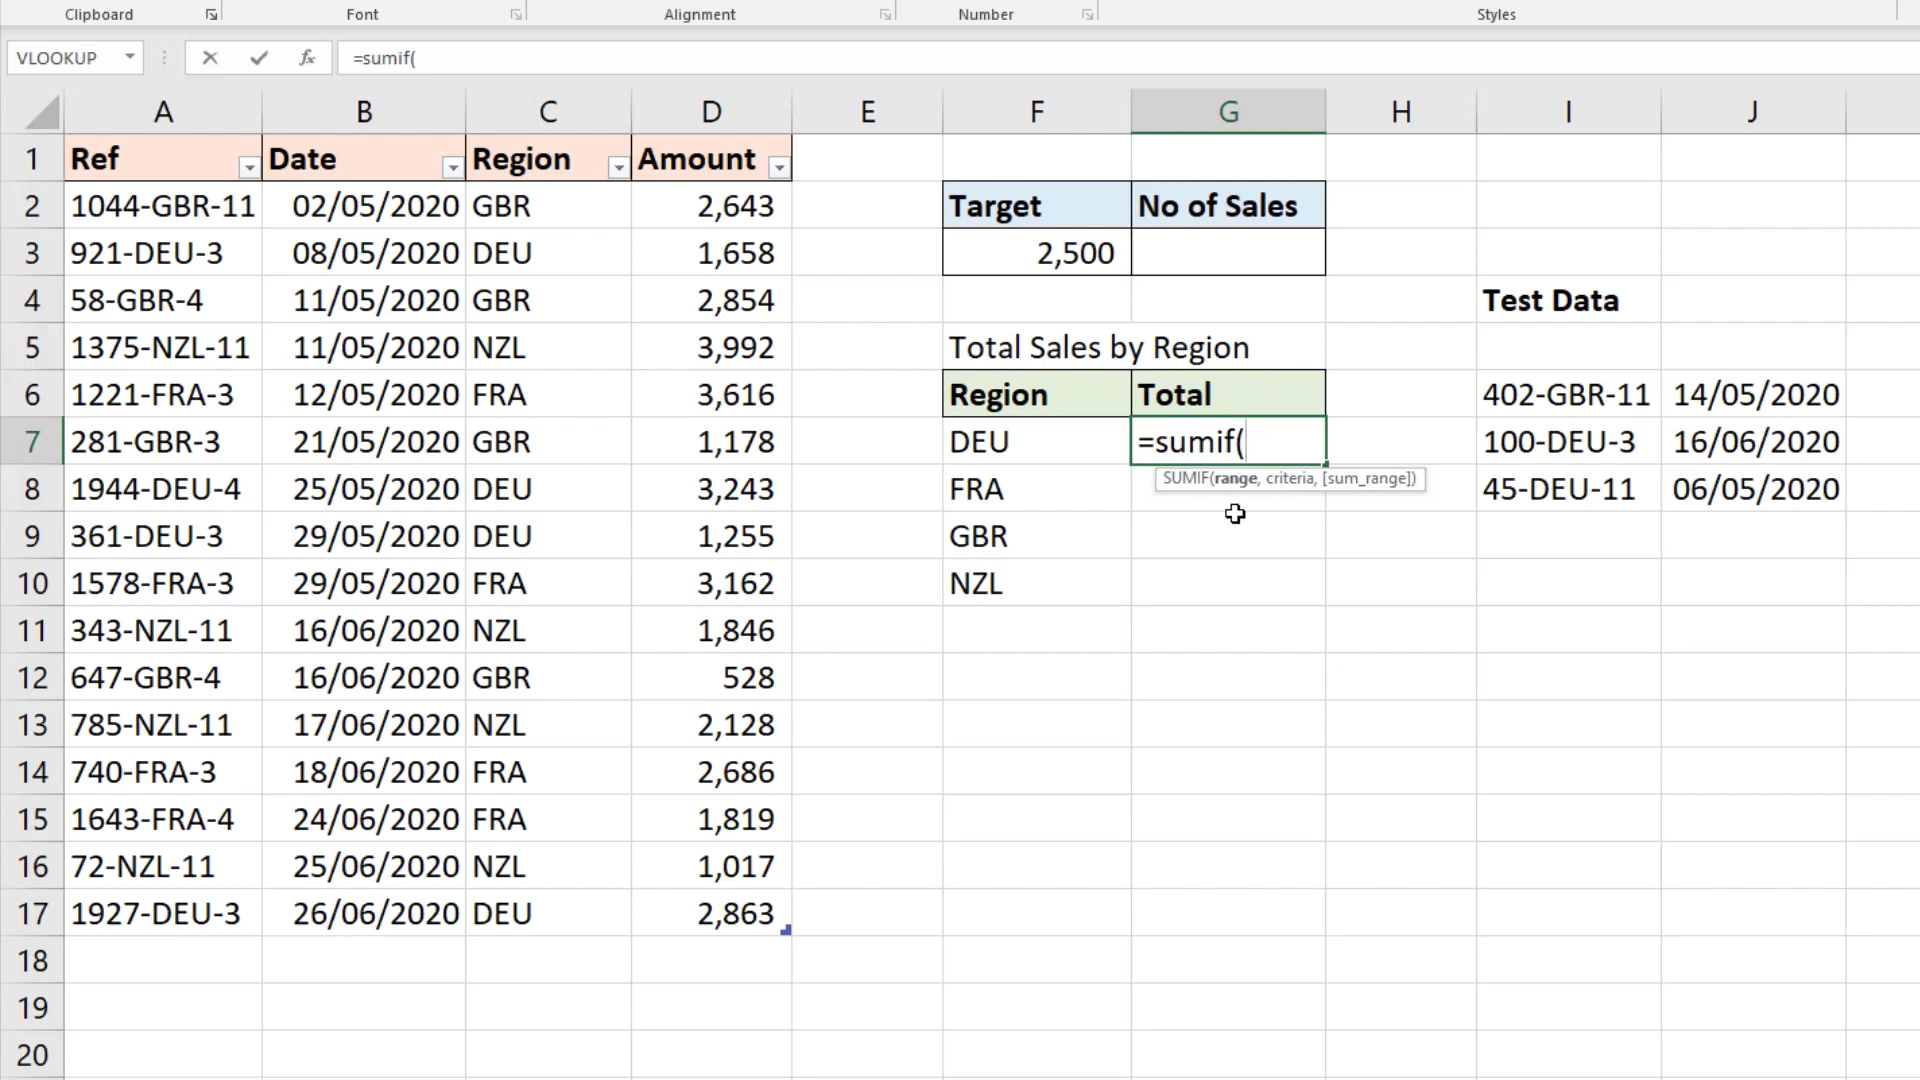 Clipboard Font Alignment Number Styles
VLOOKUP fx =sumif(
A B C D E F G H I J
1 Ref Date Region Amount
2 1044-GBR-11 02/05/2020 GBR 2,643 Target No of Sales
3 921-DEU-3 08/05/2020 DEU 1,658 2,500
4 58-GBR-4 11/05/2020 GBR 2,854 Test Data
5 1375-NZL-11 11/05/2020 NZL 3,992 Total Sales by Region
6 1221-FRA-3 12/05/2020 FRA 3,616 Region Total 402-GBR-11 14/05/2020
7 281-GBR-3 21/05/2020 GBR 1,178 DEU =sumif( 100-DEU-3 16/06/2020
SUMIF(range, criteria, [sum_range])
8 1944-DEU-4 25/05/2020 DEU 3,243 FRA 45-DEU-11 06/05/2020
9 361-DEU-3 29/05/2020 DEU 1,255 GBR
10 1578-FRA-3 29/05/2020 FRA 3,162 NZL
11 343-NZL-11 16/06/2020 NZL 1,846
12 647-GBR-4 16/06/2020 GBR 528
13 785-NZL-11 17/06/2020 NZL 2,128
14 740-FRA-3 18/06/2020 FRA 2,686
15 1643-FRA-4 24/06/2020 FRA 1,819
16 72-NZL-11 25/06/2020 NZL 1,017
17 1927-DEU-3 26/06/2020 DEU 2,863
18
19
20